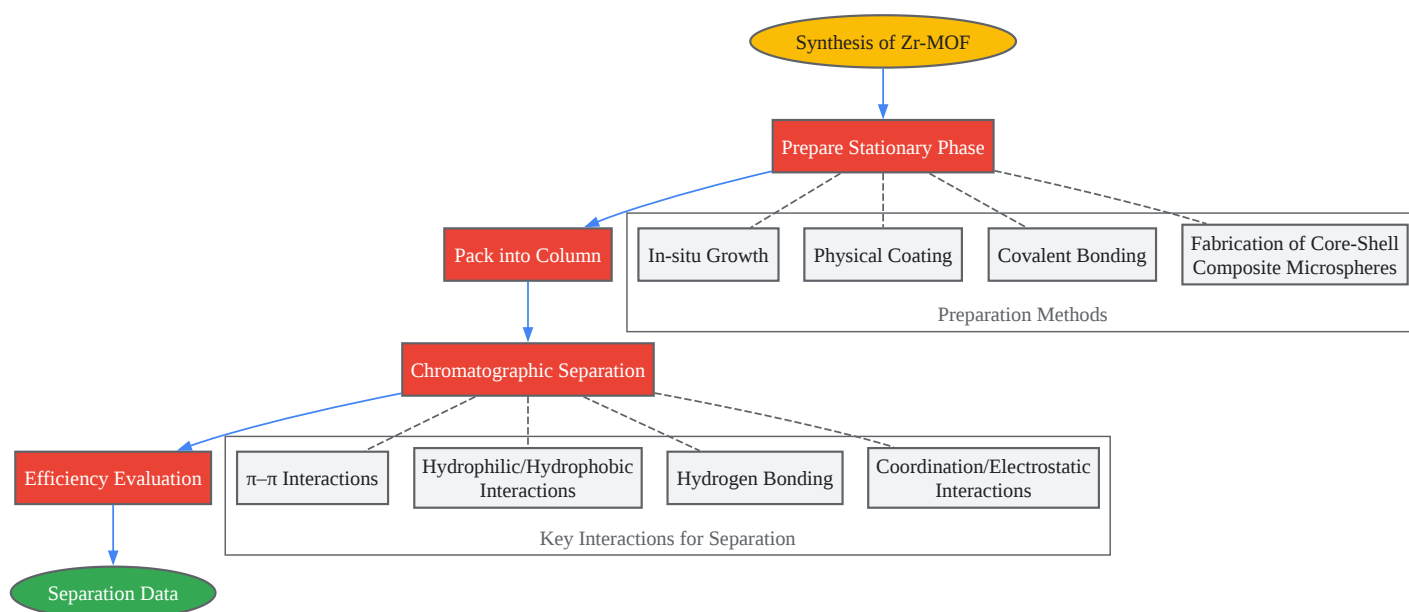 Synthesis of Zr-MOF
Prepare Stationary Phase
Pack into Column
In-situ Growth
Physical Coating
Covalent Bonding
Fabrication of Core-Shell
Composite Microspheres
Preparation Methods
Chromatographic Separation
Efficiency Evaluation
π–π Interactions
Hydrophilic/Hydrophobic
Interactions
Hydrogen Bonding
Coordination/Electrostatic
Interactions
Key Interactions for Separation
Separation Data